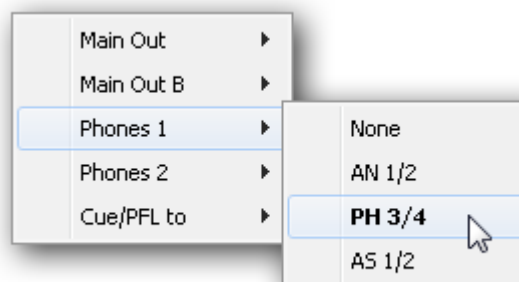 Main Out
Main Out B
Phones 1
Phones 2
Cue/PFL to
None
AN 1/2
PH 3/4
AS 1/2